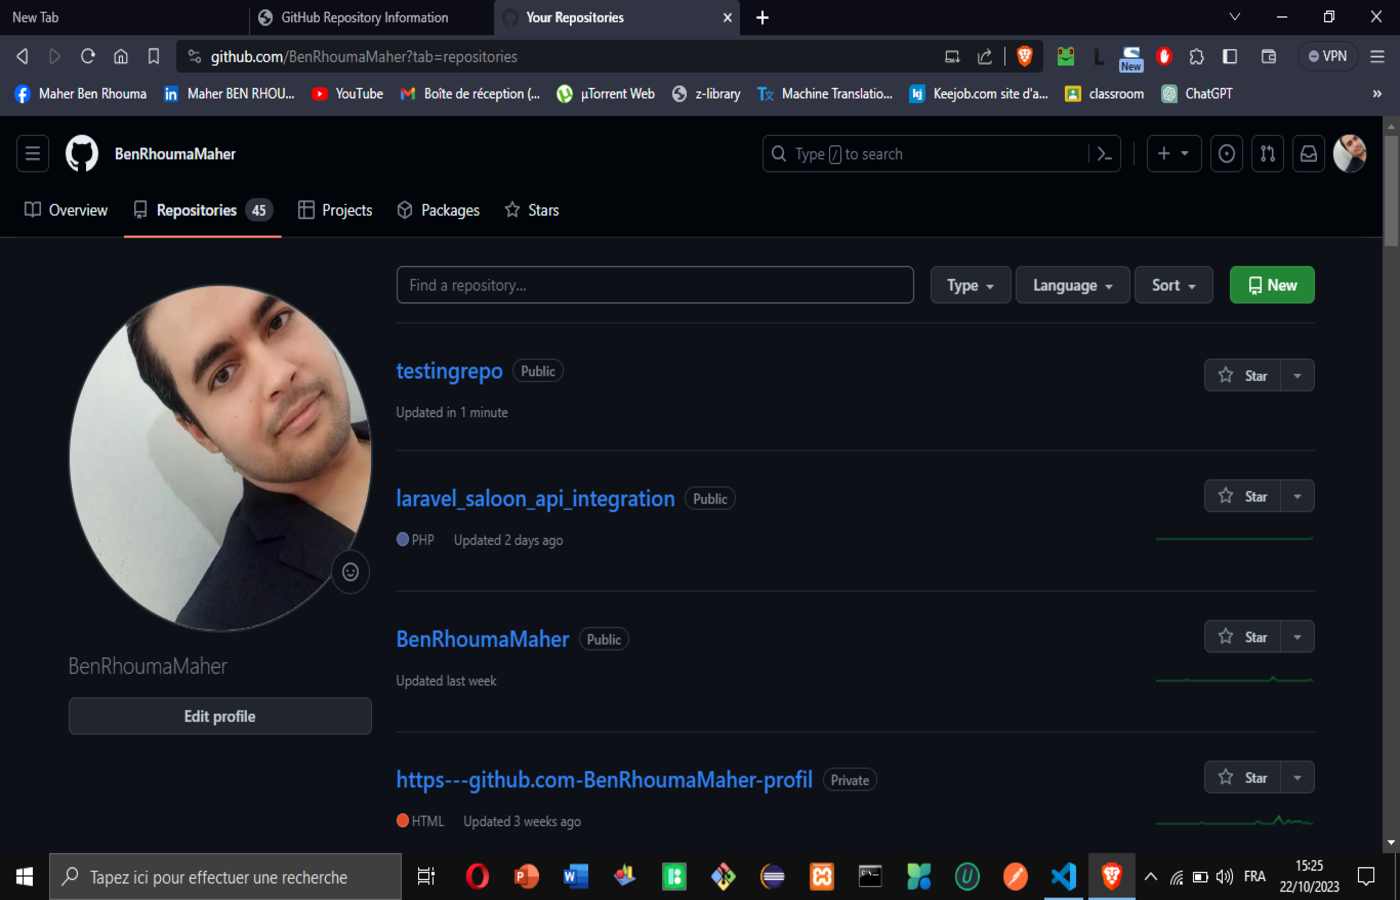 New Tab
GitHub Repository Information
Your Repositories
github.com/BenRhoumaMaher?tab=repositories
New
VPN
Maher Ben Rhouma
Maher BEN RHOU...
YouTube
Boîte de réception (...
µTorrent Web
z-library
Machine Translatio...
Keejob.com site d'a...
classroom
ChatGPT
»
BenRhoumaMaher
Type / to search
Overview
Repositories 45
Projects
Packages
Stars
Find a repository...
Type
Language
Sort
New
testingrepo Public
Star
Updated in 1 minute
laravel_saloon_api_integration Public
Star
PHP Updated 2 days ago
BenRhoumaMaher Public
Star
Updated last week
BenRhoumaMaher
Edit profile
https---github.com-BenRhoumaMaher-profil Private
Star
HTML Updated 3 weeks ago
Tapez ici pour effectuer une recherche
FRA
15:25
22/10/2023